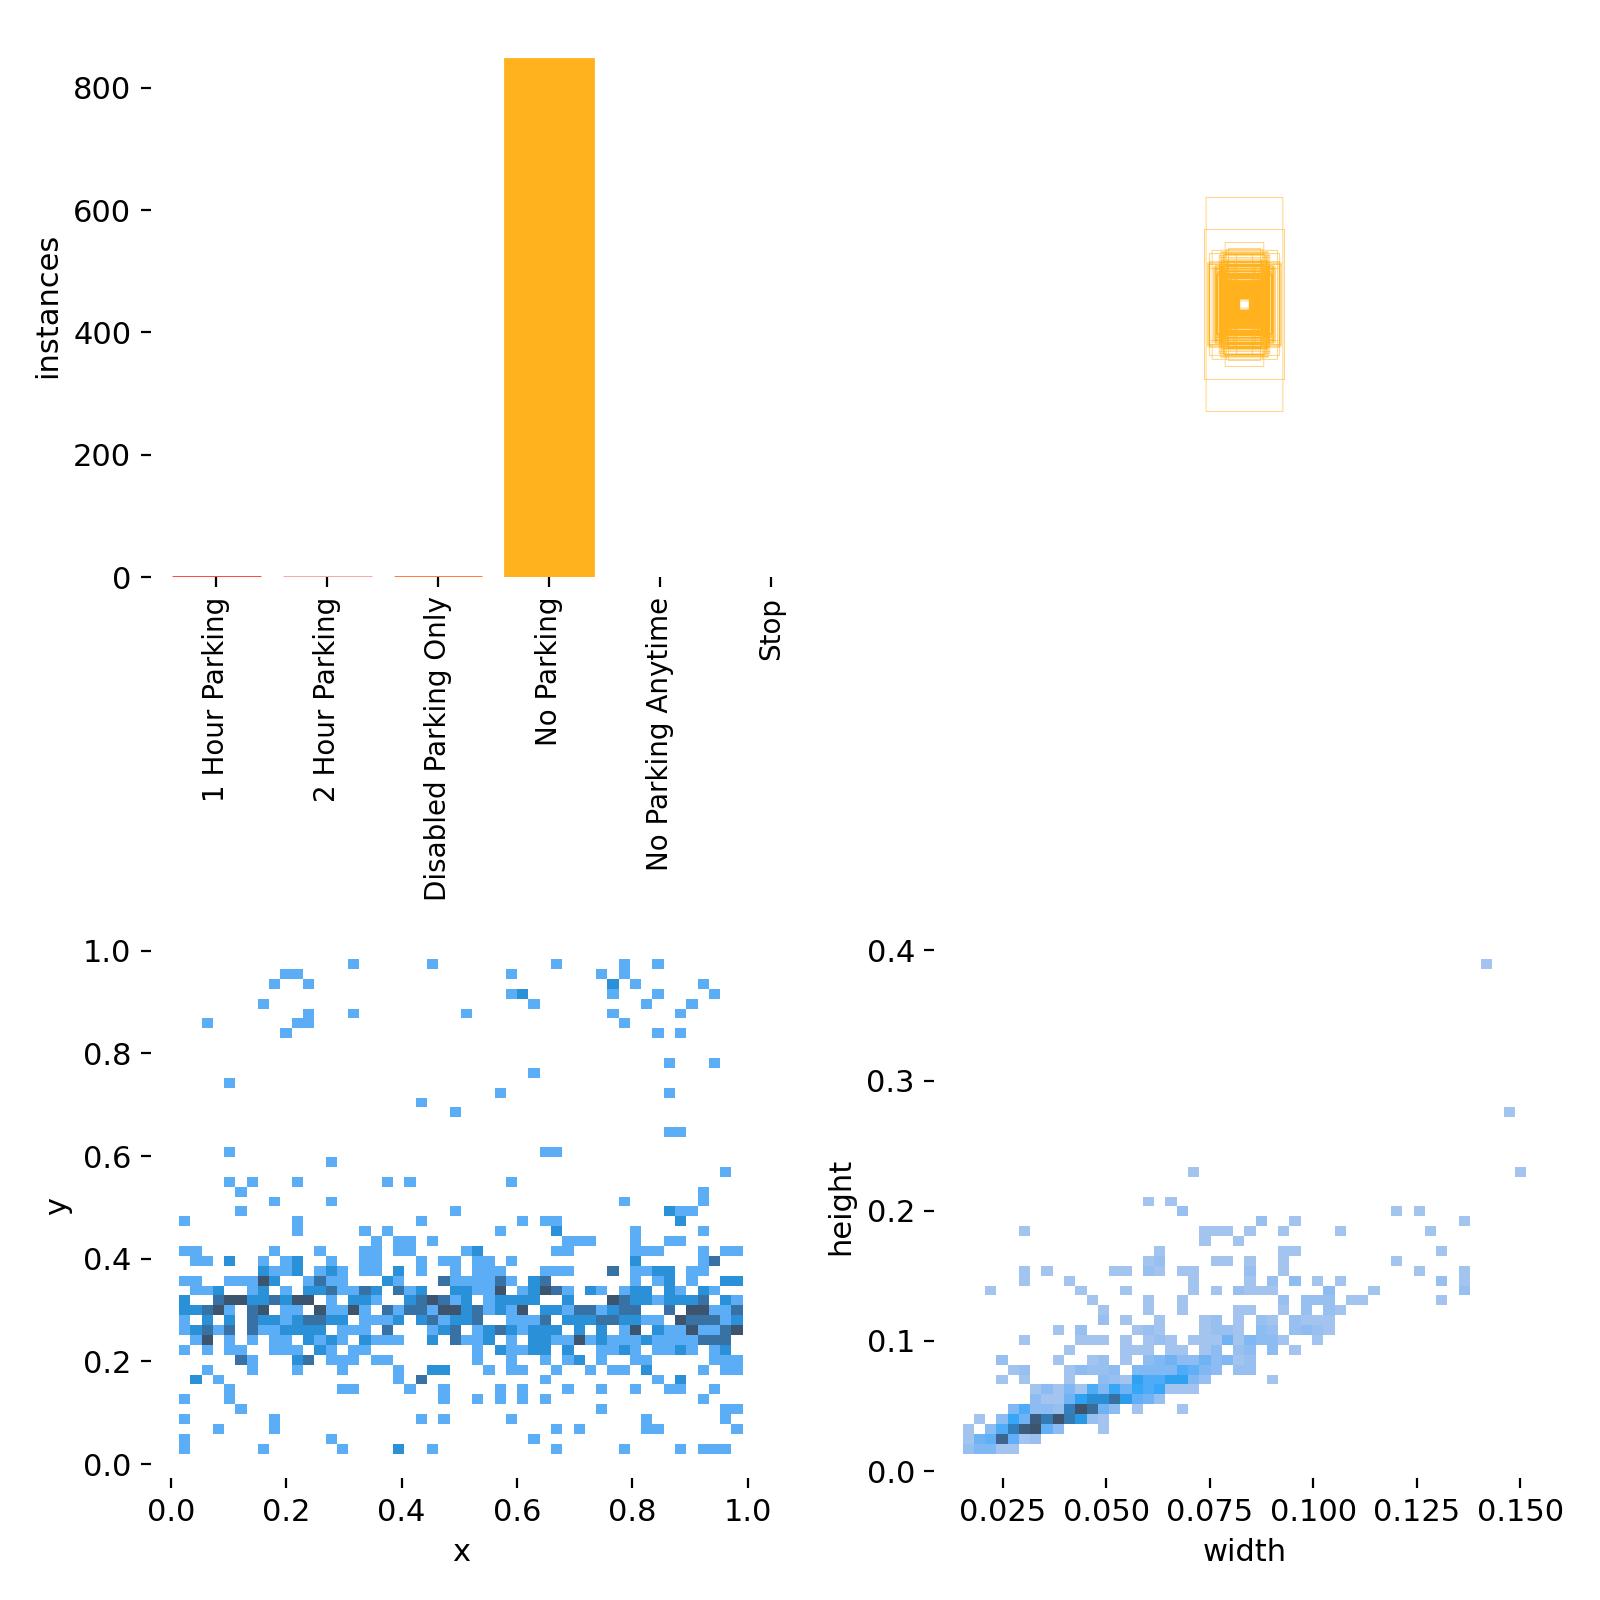 800
600
400
200
0
instances
1 Hour Parking
2 Hour Parking
Disabled Parking Only
No Parking
No Parking Anytime
Stop
1.0
0.8
0.6
0.4
0.2
0.0
y
0.0 0.2 0.4 0.6 0.8 1.0
x
0.4
0.3
0.2
0.1
0.0
height
0.025 0.050 0.075 0.100 0.125 0.150
width